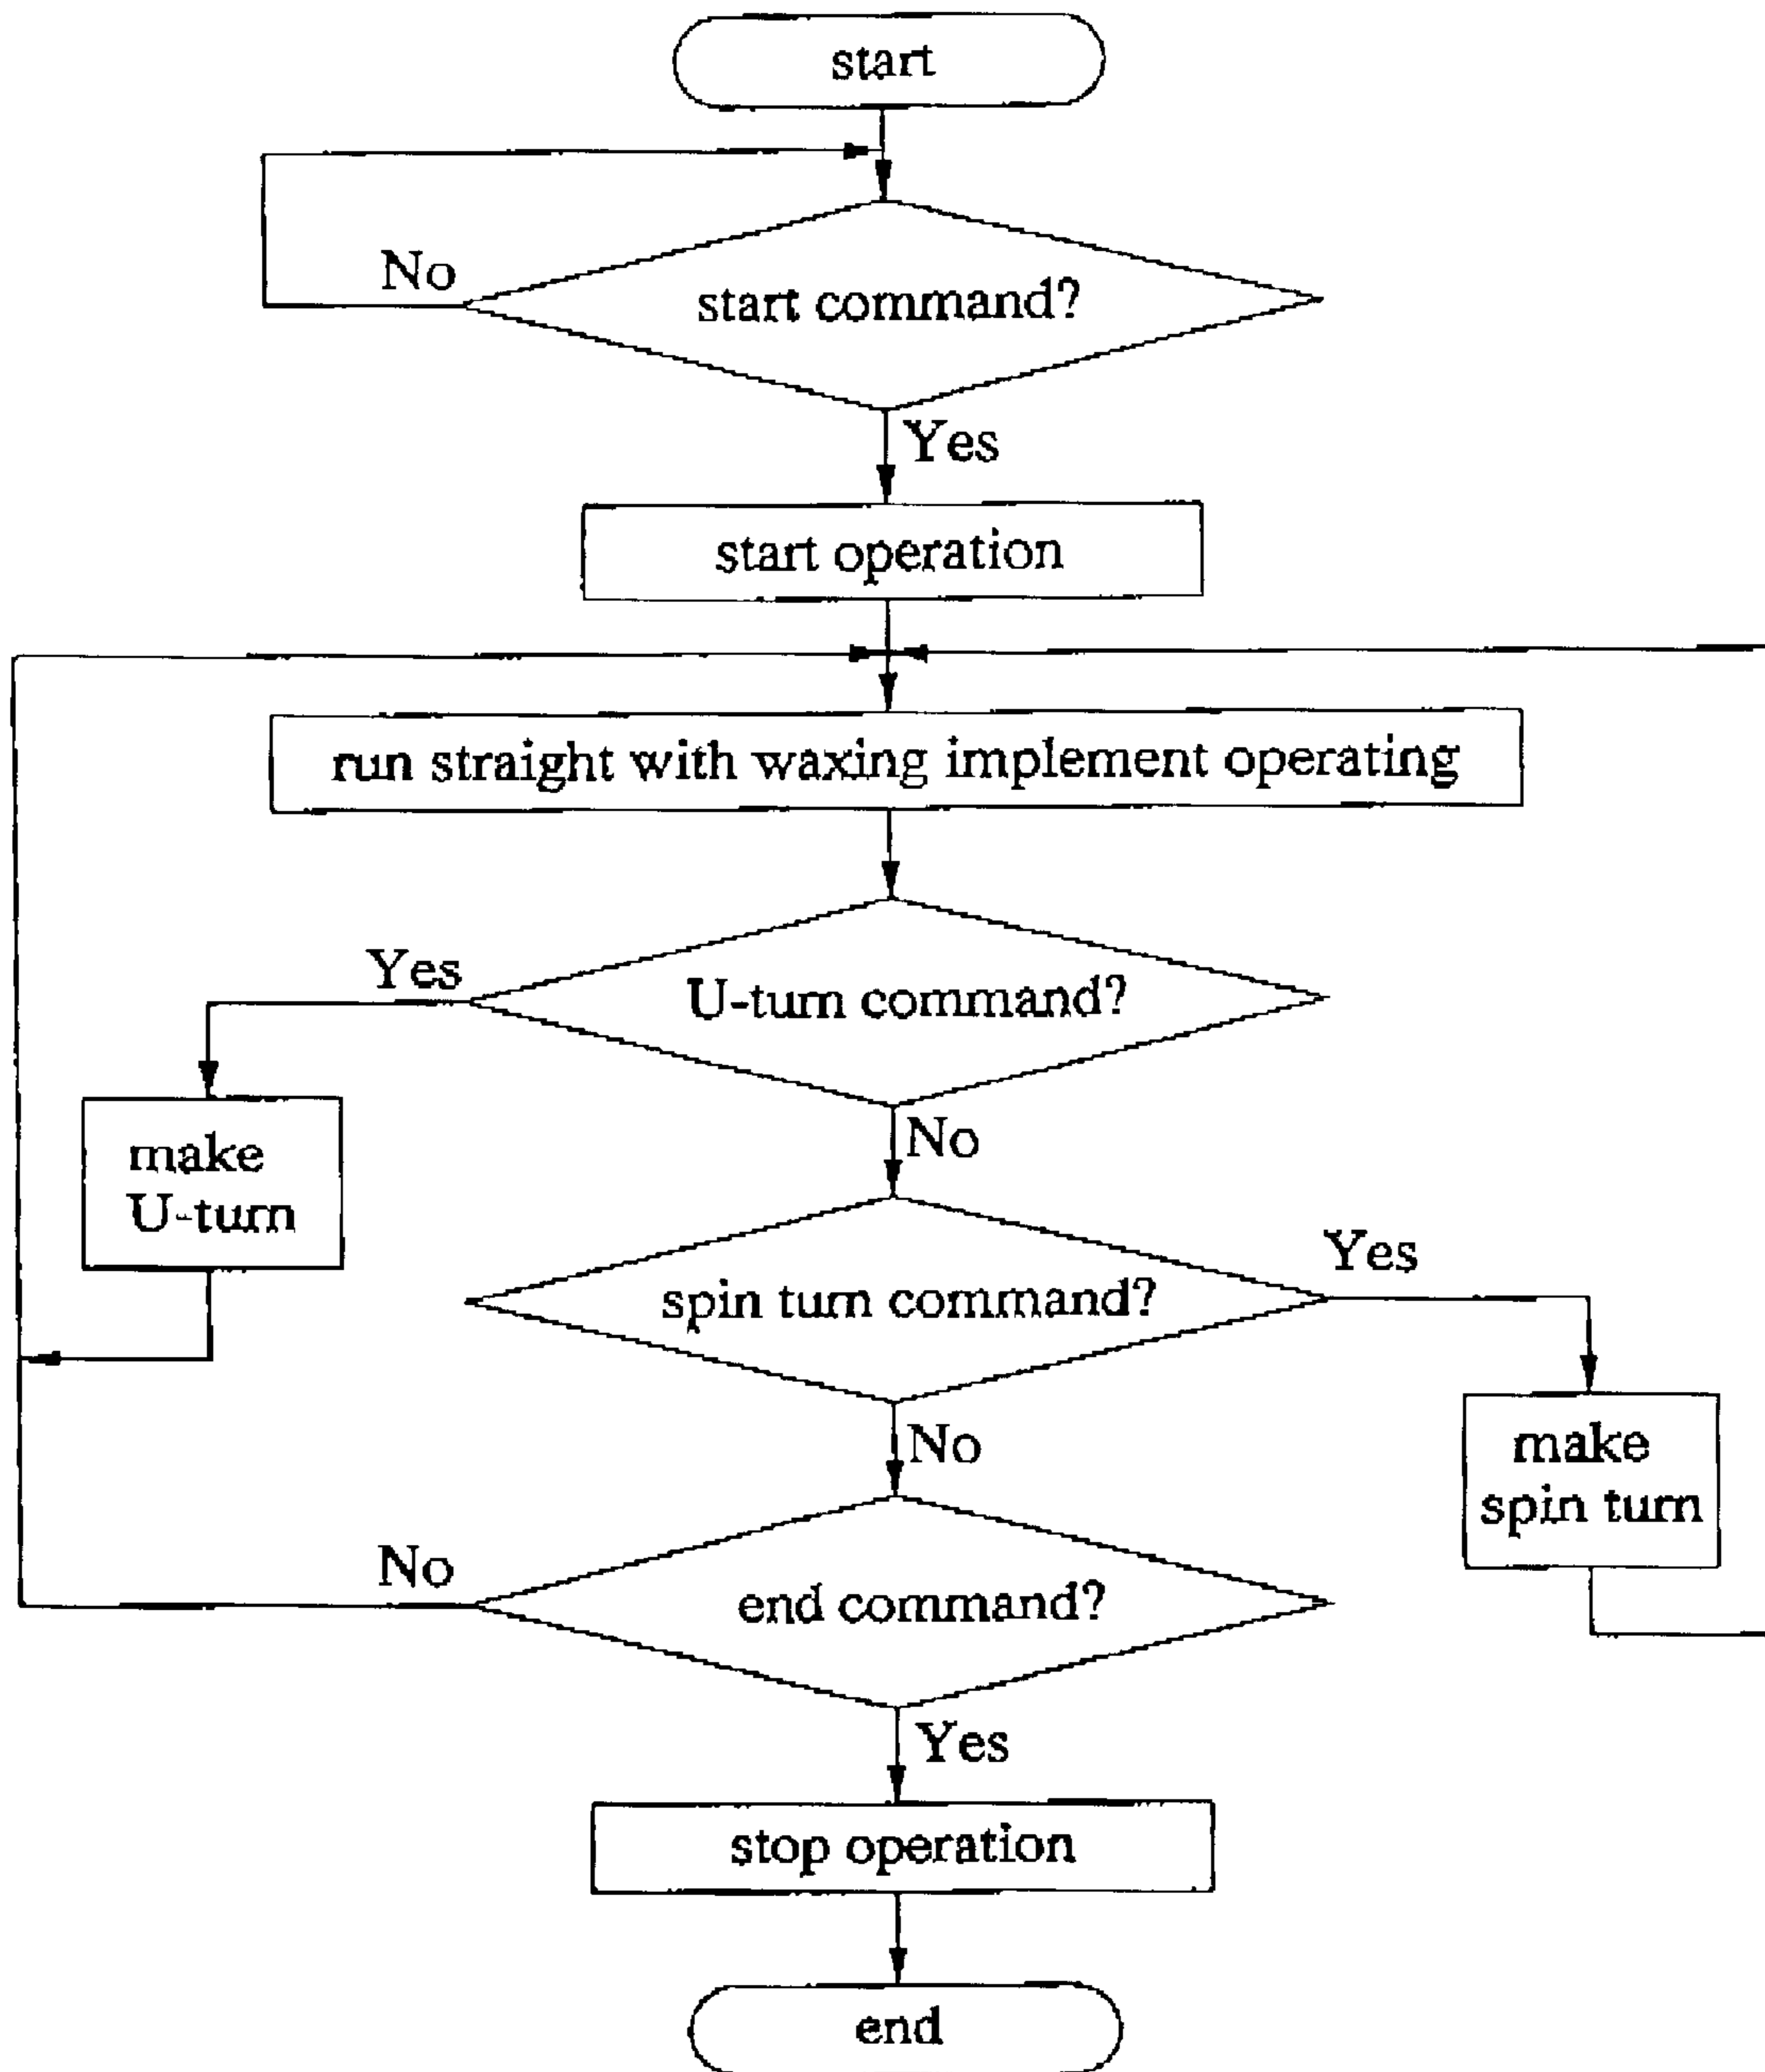 start
No
start command?
Yes
start operation
run straight with waxing implement operating
Yes
U-turn command?
make
U-turn
No
Yes
spin turn command?
No
make
spin turn
No
end command?
Yes
stop operation
end